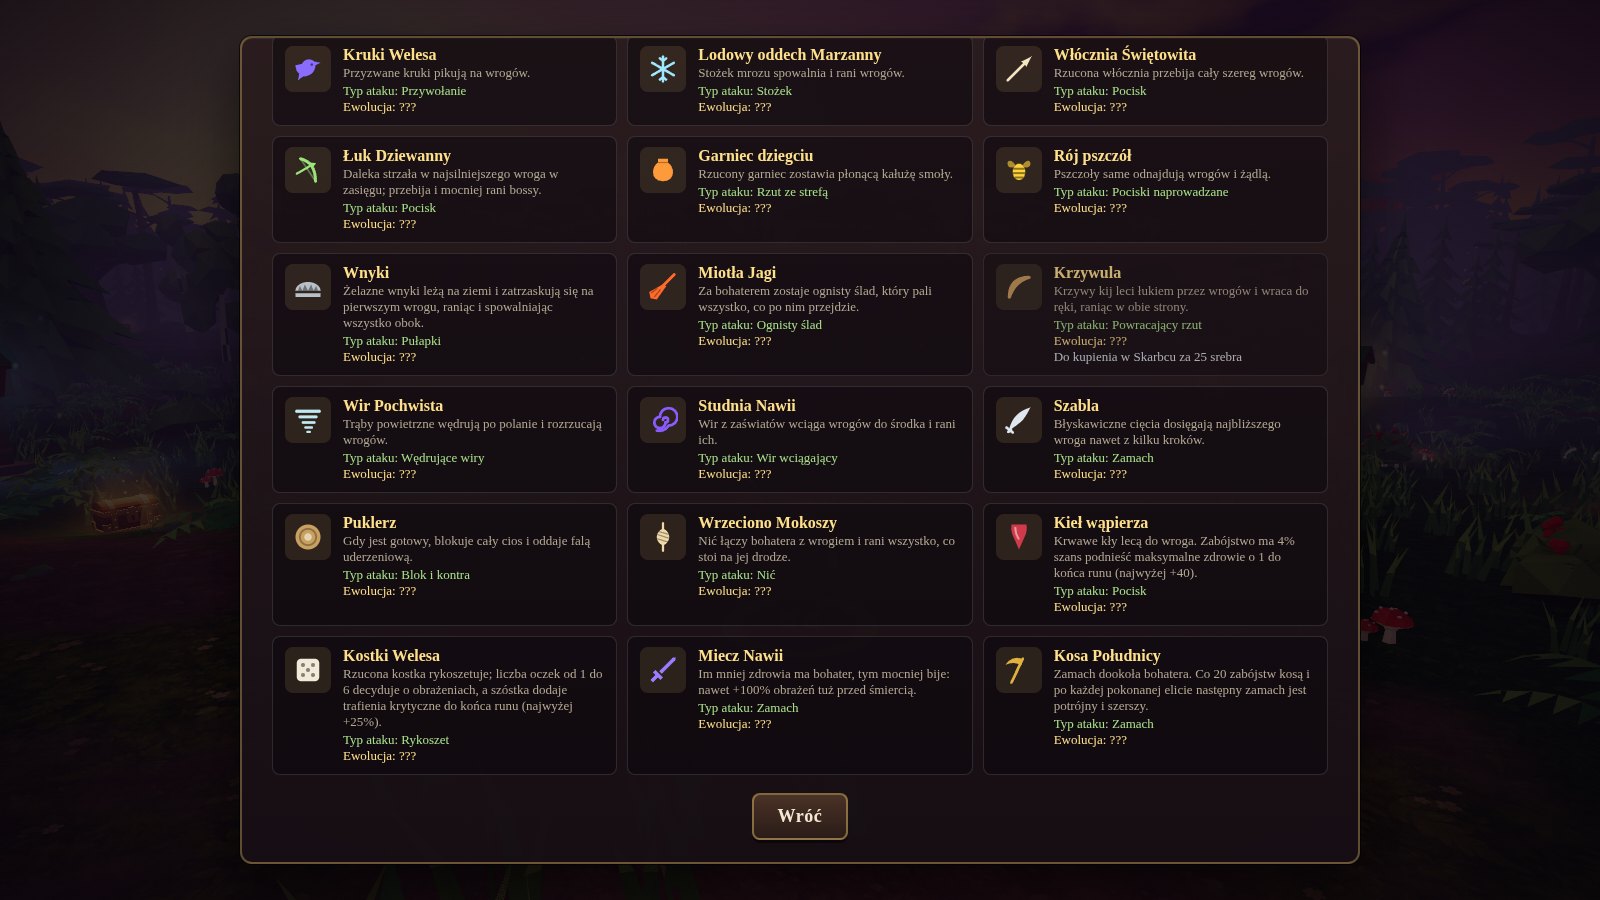 Kruki Welesa
Przyzwane kruki pikują na wrogów.
Typ ataku: Przywołanie
Ewolucja: ???
Lodowy oddech Marzanny
Stożek mrozu spowalnia i rani wrogów.
Typ ataku: Stożek
Ewolucja: ???
Włócznia Świętowita
Rzucona włócznia przebija cały szereg wrogów.
Typ ataku: Pocisk
Ewolucja: ???
Łuk Dziewanny
Daleka strzała w najsilniejszego wroga w
zasięgu; przebija i mocniej rani bossy.
Typ ataku: Pocisk
Ewolucja: ???
Garniec dziegciu
Rzucony garniec zostawia płonącą kałużę smoły.
Typ ataku: Rzut ze strefą
Ewolucja: ???
Rój pszczół
Pszczoły same odnajdują wrogów i żądlą.
Typ ataku: Pociski naprowadzane
Ewolucja: ???
Wnyki
Żelazne wnyki leżą na ziemi i zatrzaskują się na
pierwszym wrogu, raniąc i spowalniając
wszystko obok.
Typ ataku: Pułapki
Ewolucja: ???
Miotła Jagi
Za bohaterem zostaje ognisty ślad, który pali
wszystko, co po nim przejdzie.
Typ ataku: Ognisty ślad
Ewolucja: ???
Krzywula
Krzywy kij leci łukiem przez wrogów i wraca do
ręki, raniąc w obie strony.
Typ ataku: Powracający rzut
Ewolucja: ???
Do kupienia w Skarbcu za 25 srebra
Wir Pochwista
Trąby powietrzne wędrują po polanie i rozrzucają
wrogów.
Typ ataku: Wędrujące wiry
Ewolucja: ???
Studnia Nawii
Wir z zaświatów wciąga wrogów do środka i rani
ich.
Typ ataku: Wir wciągający
Ewolucja: ???
Szabla
Błyskawiczne cięcia dosięgają najbliższego
wroga nawet z kilku kroków.
Typ ataku: Zamach
Ewolucja: ???
Puklerz
Gdy jest gotowy, blokuje cały cios i oddaje falą
uderzeniową.
Typ ataku: Blok i kontra
Ewolucja: ???
Wrzeciono Mokoszy
Nić łączy bohatera z wrogiem i rani wszystko, co
stoi na jej drodze.
Typ ataku: Nić
Ewolucja: ???
Kieł wąpierza
Krwawe kły lecą do wroga. Zabójstwo ma 4%
szans podnieść maksymalne zdrowie o 1 do
końca runu (najwyżej +40).
Typ ataku: Pocisk
Ewolucja: ???
Kostki Welesa
Rzucona kostka rykoszetuje; liczba oczek od 1 do
6 decyduje o obrażeniach, a szóstka dodaje
trafienia krytyczne do końca runu (najwyżej
+25%).
Typ ataku: Rykoszet
Ewolucja: ???
Miecz Nawii
Im mniej zdrowia ma bohater, tym mocniej bije:
nawet +100% obrażeń tuż przed śmiercią.
Typ ataku: Zamach
Ewolucja: ???
Kosa Południcy
Zamach dookoła bohatera. Co 20 zabójstw kosą i
po każdej pokonanej elicie następny zamach jest
potrójny i szerszy.
Typ ataku: Zamach
Ewolucja: ???
Wróć